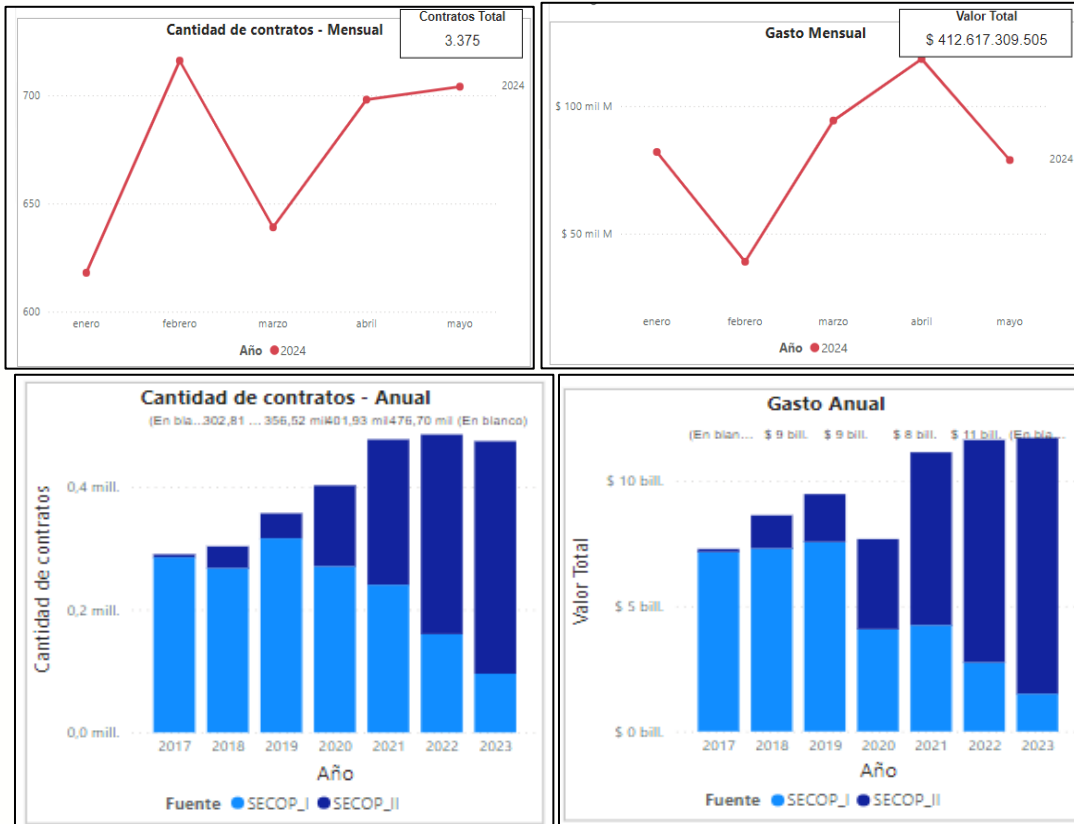 Cantidad de contratos - Mensual
Contratos Total
3.375
700
650
600
2024
enero febrero marzo abril mayo
Año 2024
Gasto Mensual
Valor Total
$ 412.617.309.505
$ 100 mil M
$ 50 mil M
2024
enero febrero marzo abril mayo
Año 2024
Cantidad de contratos - Anual
(En bla... 302,81 ... 356,52 mil 401,93 mil 476,70 mil (En blanco)
Cantidad de contratos
0,4 mill.
0,2 mill.
0,0 mill.
2017 2018 2019 2020 2021 2022 2023
Año
Fuente SECOP_I SECOP_II
Gasto Anual
(En blan... $ 9 bill. $ 9 bill. $ 8 bill. $ 11 bill. (En bla...
Valor Total
$ 10 bill.
$ 5 bill.
$ 0 bill.
2017 2018 2019 2020 2021 2022 2023
Año
Fuente SECOP_I SECOP_II